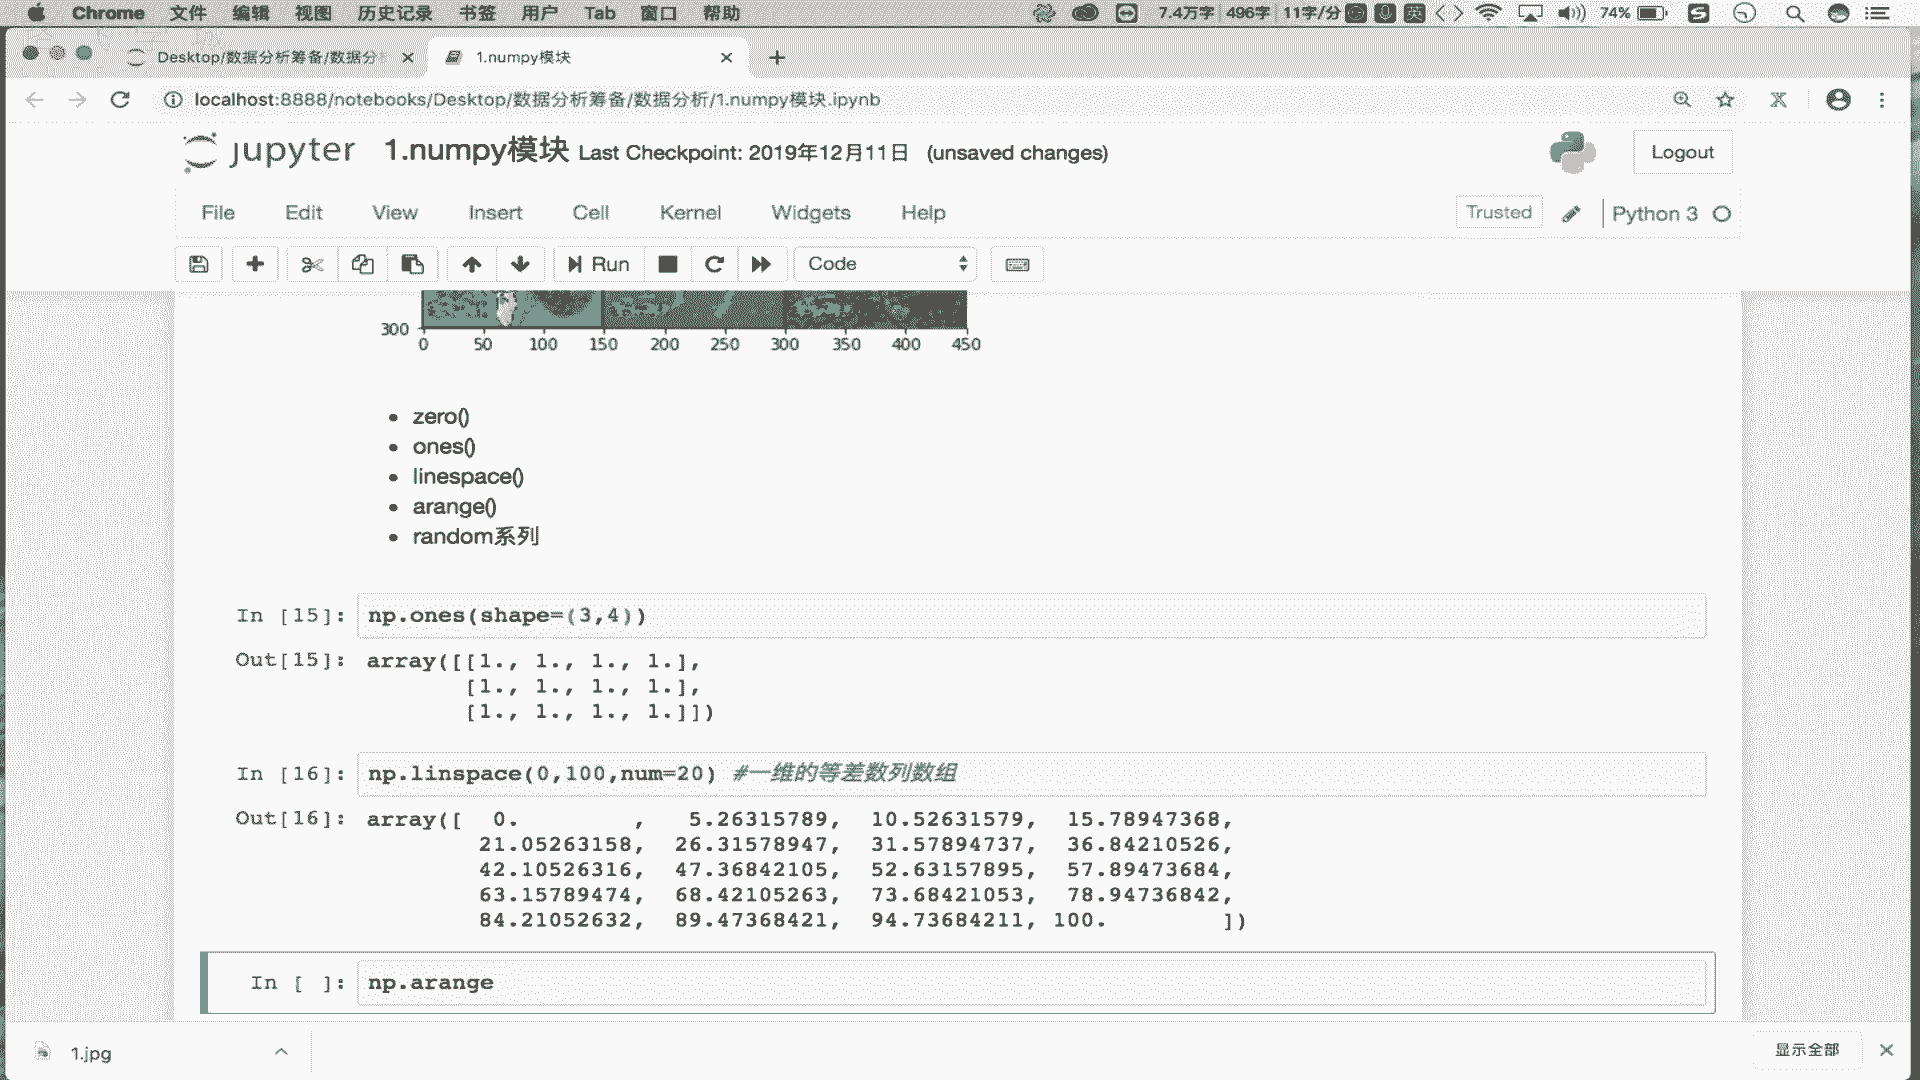 Chrome 文件 编辑 视图 历史记录 书签 用户 Tab 窗口 帮助 7.4万字 496字 11字/分 英 74%
Desktop/数据分析筹备/数据分
1.numpy模块
localhost:8888/notebooks/Desktop/数据分析筹备/数据分析/1.numpy模块.ipynb
jupyter 1.numpy模块 Last Checkpoint: 2019年12月11日 (unsaved changes)
Logout
File Edit View Insert Cell Kernel Widgets Help
Trusted Python 3
Run Code
300
0 50 100 150 200 250 300 350 400 450
zero()
ones()
linespace()
arange()
random系列
In [15]: np.ones(shape=(3,4))
Out[15]: array([[1., 1., 1., 1.],
[1., 1., 1., 1.],
[1., 1., 1., 1.]])
In [16]: np.linspace(0,100,num=20) #一维的等差数列数组
Out[16]: array([ 0. , 5.26315789, 10.52631579, 15.78947368,
21.05263158, 26.31578947, 31.57894737, 36.84210526,
42.10526316, 47.36842105, 52.63157895, 57.89473684,
63.15789474, 68.42105263, 73.68421053, 78.94736842,
84.21052632, 89.47368421, 94.73684211, 100. ])
In [ ]: np.arange
1.jpg
显示全部